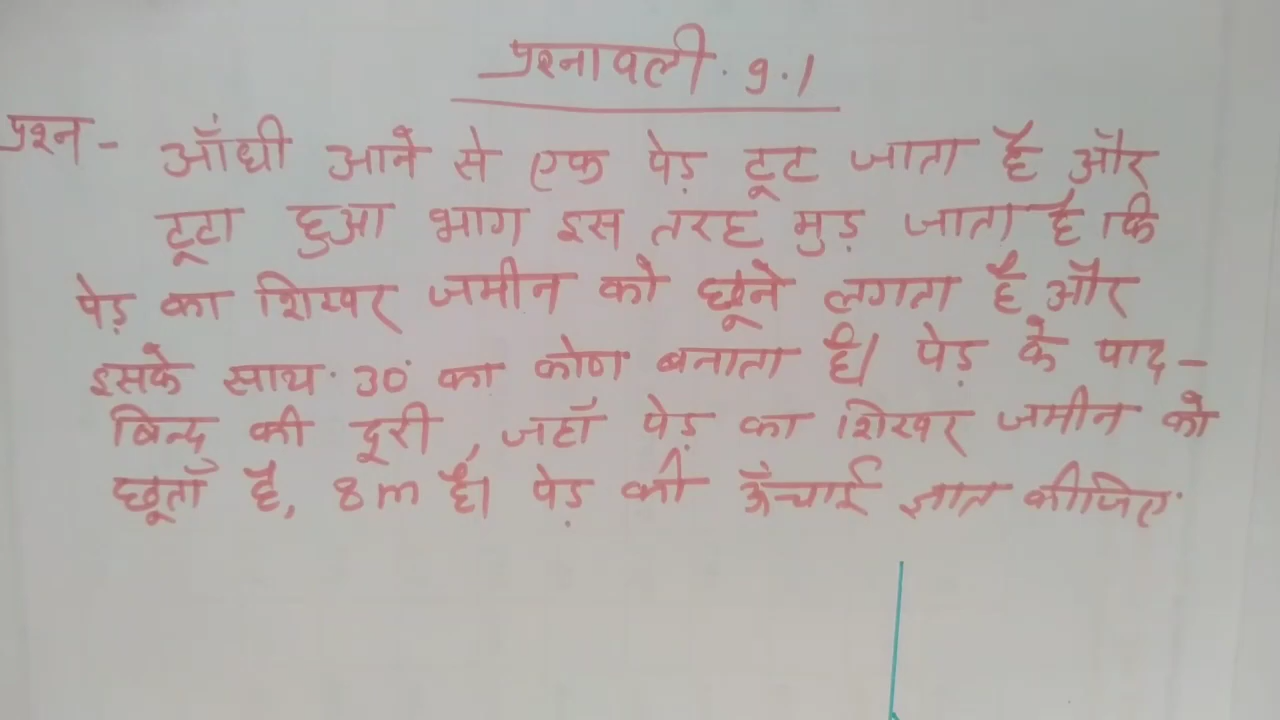 प्रश्नावली. 9.1
प्रश्न - आँधी आने से एक पेड़ टूट जाता है और
टूटा हुआ भाग इस तरह मुड़ जाता है कि
पेड़ का शिखर जमीन को छूने लगता है और
इसके साथ 30° का कोण बनाता है। पेड़ के पाद-
बिन्दु की दूरी, जहाँ पेड़ का शिखर जमीन को
छूता है, 8m है। पेड़ की ऊँचाई ज्ञात कीजिए